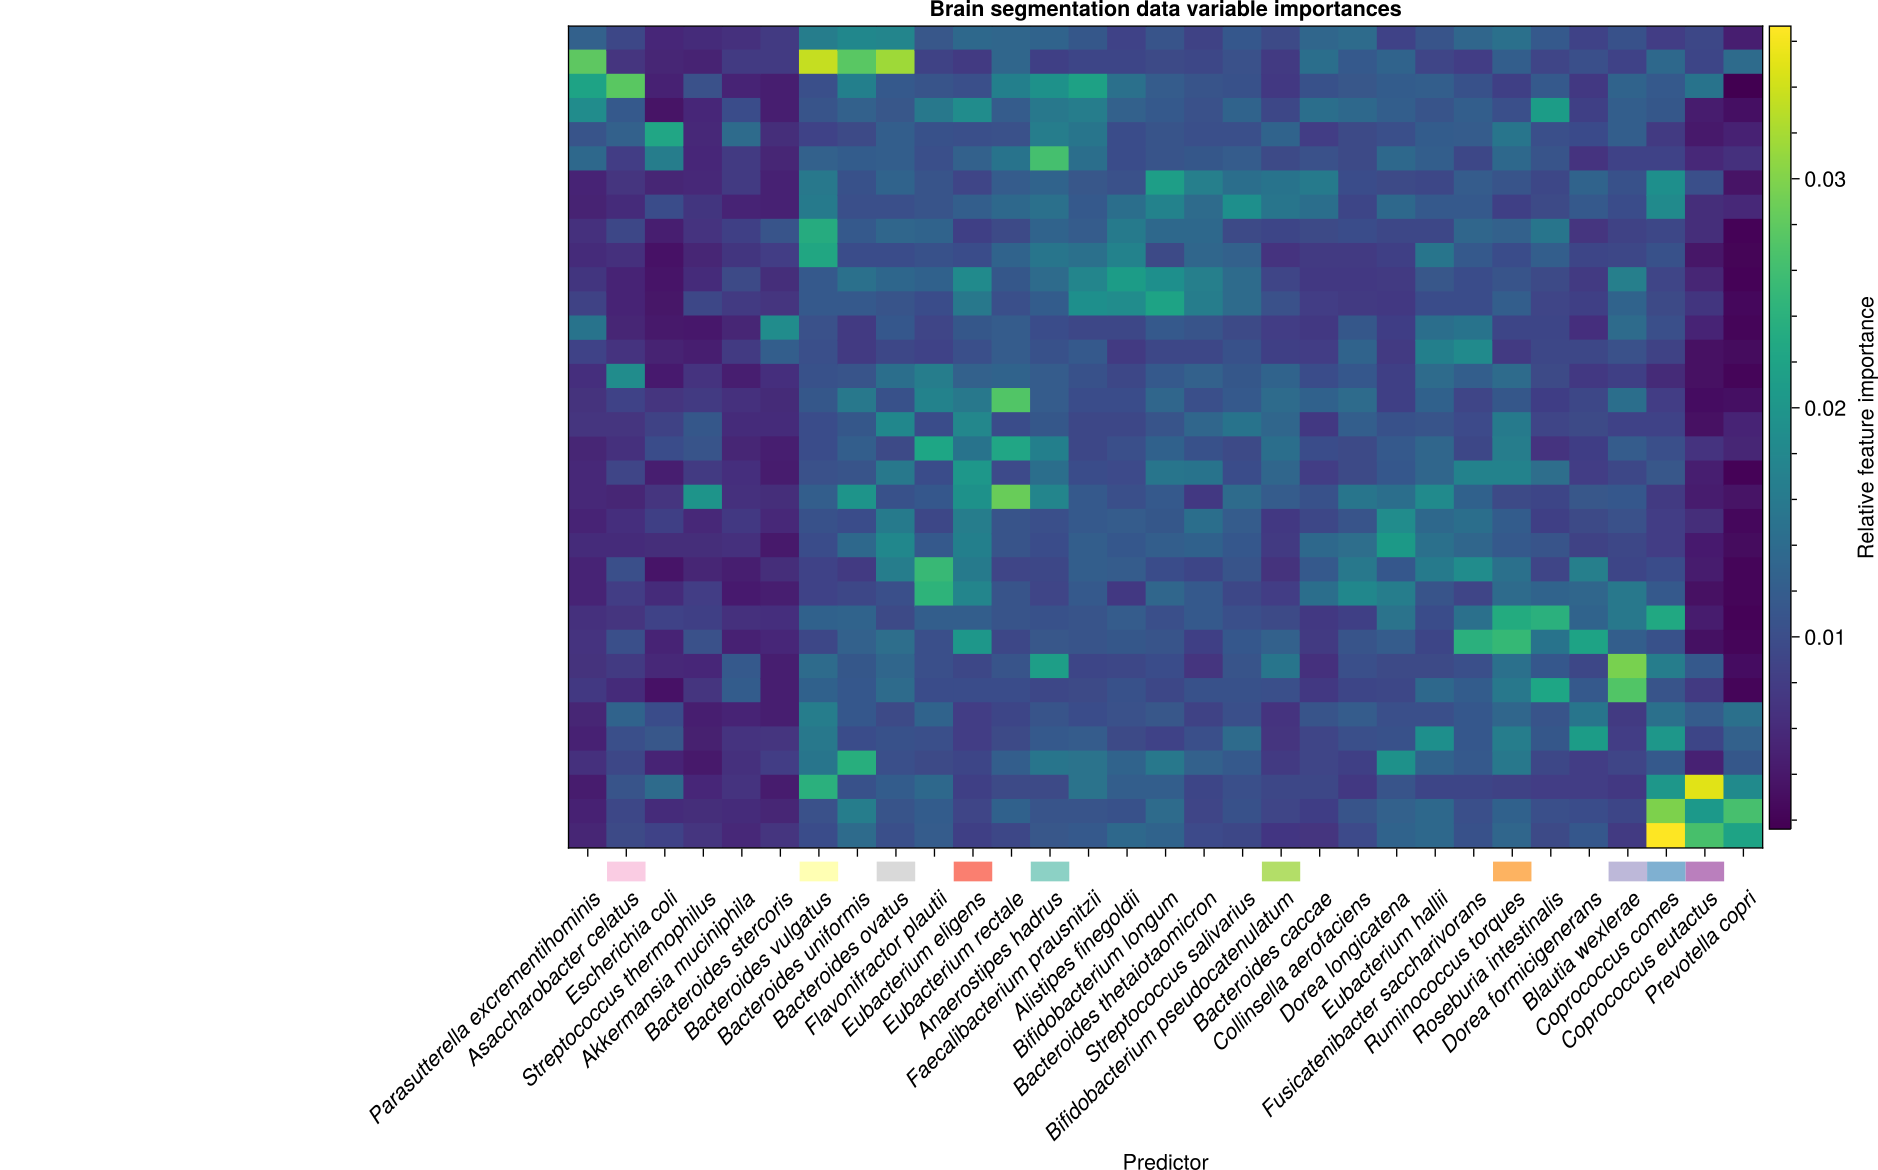 Brain segmentation data variable importances
0.03
0.02
0.01
Relative feature importance
Parasutterella excrementihominis
Asaccharobacter celatus
Escherichia coli
Streptococcus thermophilus
Akkermansia muciniphila
Bacteroides stercoris
Bacteroides vulgatus
Bacteroides uniformis
Bacteroides ovatus
Flavonifractor plautii
Eubacterium eligens
Eubacterium rectale
Anaerostipes hadrus
Faecalibacterium prausnitzii
Alistipes finegoldii
Bifidobacterium longum
Bacteroides thetaiotaomicron
Streptococcus salivarius
Bifidobacterium pseudocatenulatum
Bacteroides caccae
Collinsella aerofaciens
Dorea longicatena
Eubacterium hallii
Fusicatenibacter saccharivorans
Ruminococcus torques
Roseburia intestinalis
Dorea formicigenerans
Blautia wexlerae
Coprococcus comes
Coprococcus eutactus
Prevotella copri
Predictor